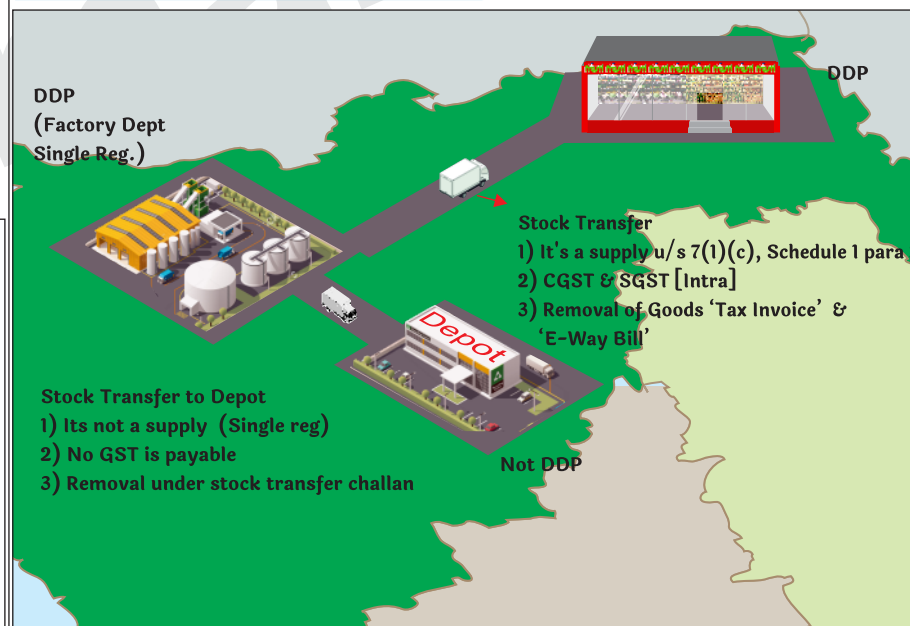 DDP
(Factory Dept
Single Reg.)
DDP
Stock Transfer
1) It's a supply u/s 7(1)(c), Schedule 1 para
2) CGST & SGST [Intra]
3) Removal of Goods ‘Tax Invoice’ &
‘E-Way Bill’
Depot
Stock Transfer to Depot
1) Its not a supply (Single reg)
2) No GST is payable
3) Removal under stock transfer challan
Not DDP